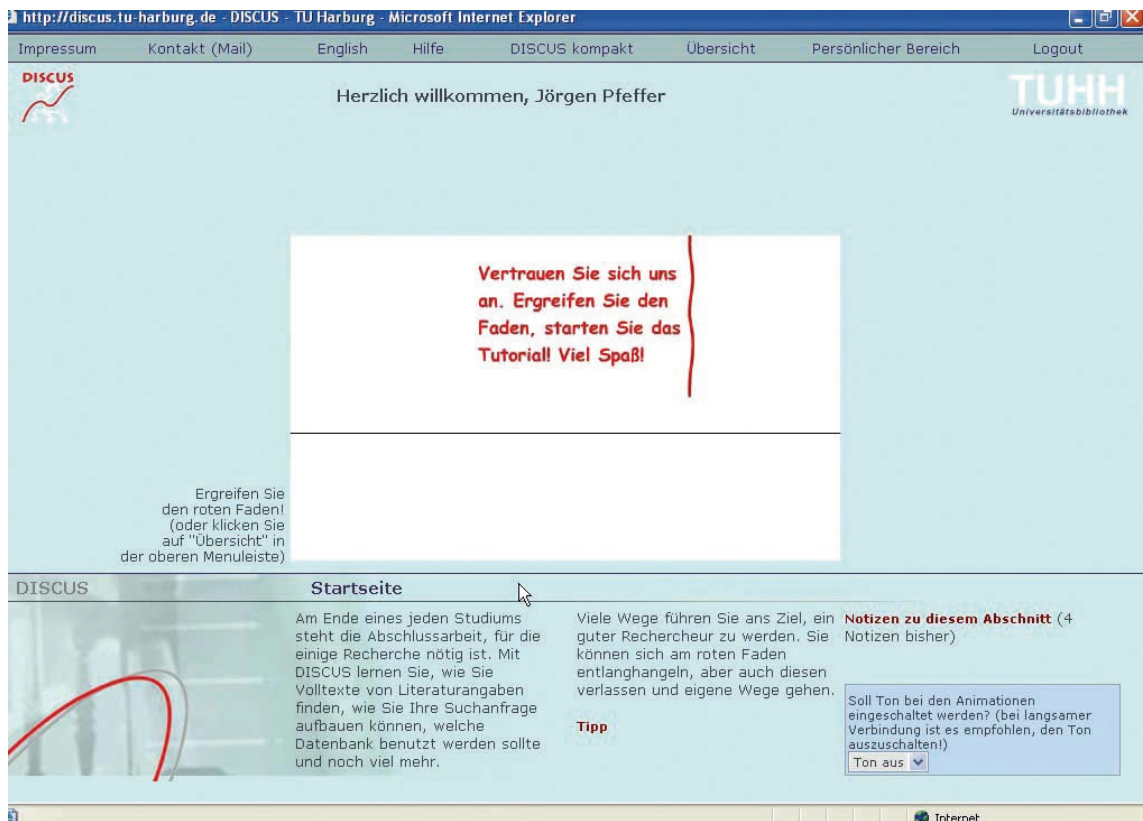 http://discus.tu-harburg.de - DISCUS - TU Harburg - Microsoft Internet Explorer
Impressum Kontakt (Mail) English Hilfe DISCUS kompakt Übersicht Persönlicher Bereich Logout
DISCUS
Herzlich willkommen, Jörgen Pfeffer
TUHH
Universitätsbibliothek
Vertrauen Sie sich uns
an. Ergreifen Sie den
Faden, starten Sie das
Tutorial! Viel Spaß!
Ergreifen Sie
den roten Faden!
(oder klicken Sie
auf "Übersicht" in
der oberen Menuleiste)
DISCUS
Startseite
Am Ende eines jeden Studiums
steht die Abschlussarbeit, für die
einige Recherche nötig ist. Mit
DISCUS lernen Sie, wie Sie
Volltexte von Literaturangaben
finden, wie Sie Ihre Suchanfrage
aufbauen können, welche
Datenbank benutzt werden sollte
und noch viel mehr.
Viele Wege führen Sie ans Ziel, ein
guter Rechercheur zu werden. Sie
können sich am roten Faden
entlanghangeln, aber auch diesen
verlassen und eigene Wege gehen.
Tipp
Notizen zu diesem Abschnitt (4
Notizen bisher)
Soll Ton bei den Animationen
eingeschaltet werden? (bei langsamer
Verbindung ist es empfohlen, den Ton
auszuschalten!)
Ton aus
Internet